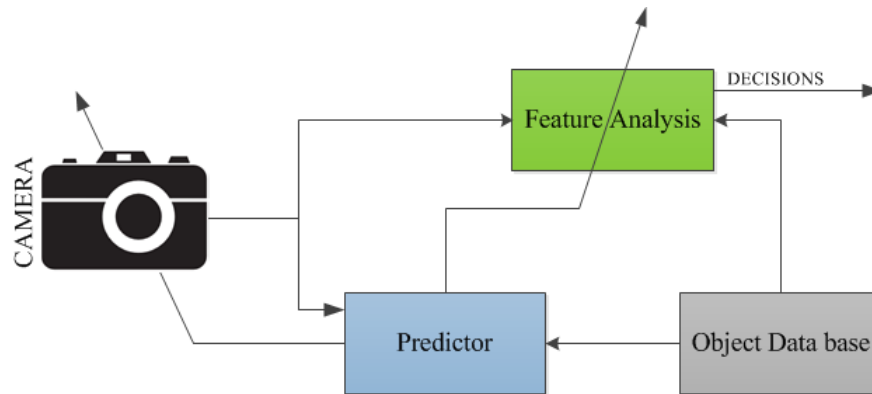 DECISIONS
Feature Analysis
CAMERA
Predictor
Object Data base